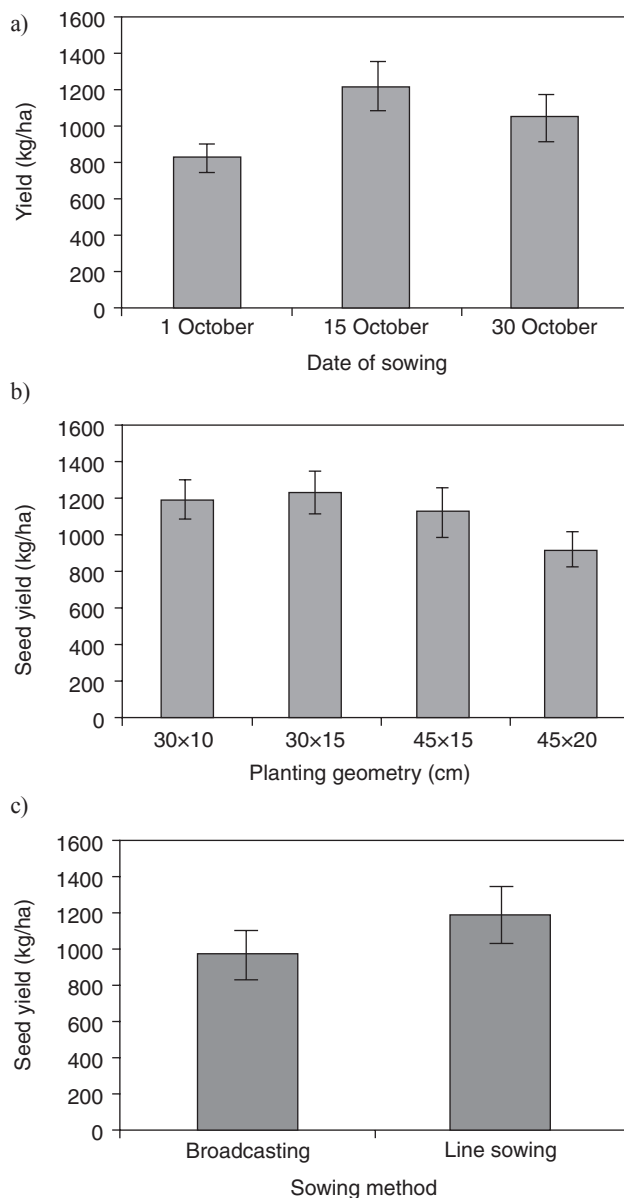 a)
1600
1400
1200
1000
800
600
400
200
0
Yield (kg/ha)
1 October 15 October 30 October
Date of sowing
b)
1600
1400
1200
1000
800
600
400
200
0
Seed yield (kg/ha)
30×10 30×15 45×15 45×20
Planting geometry (cm)
c)
1600
1400
1200
1000
800
600
400
200
0
Seed yield (kg/ha)
Broadcasting Line sowing
Sowing method